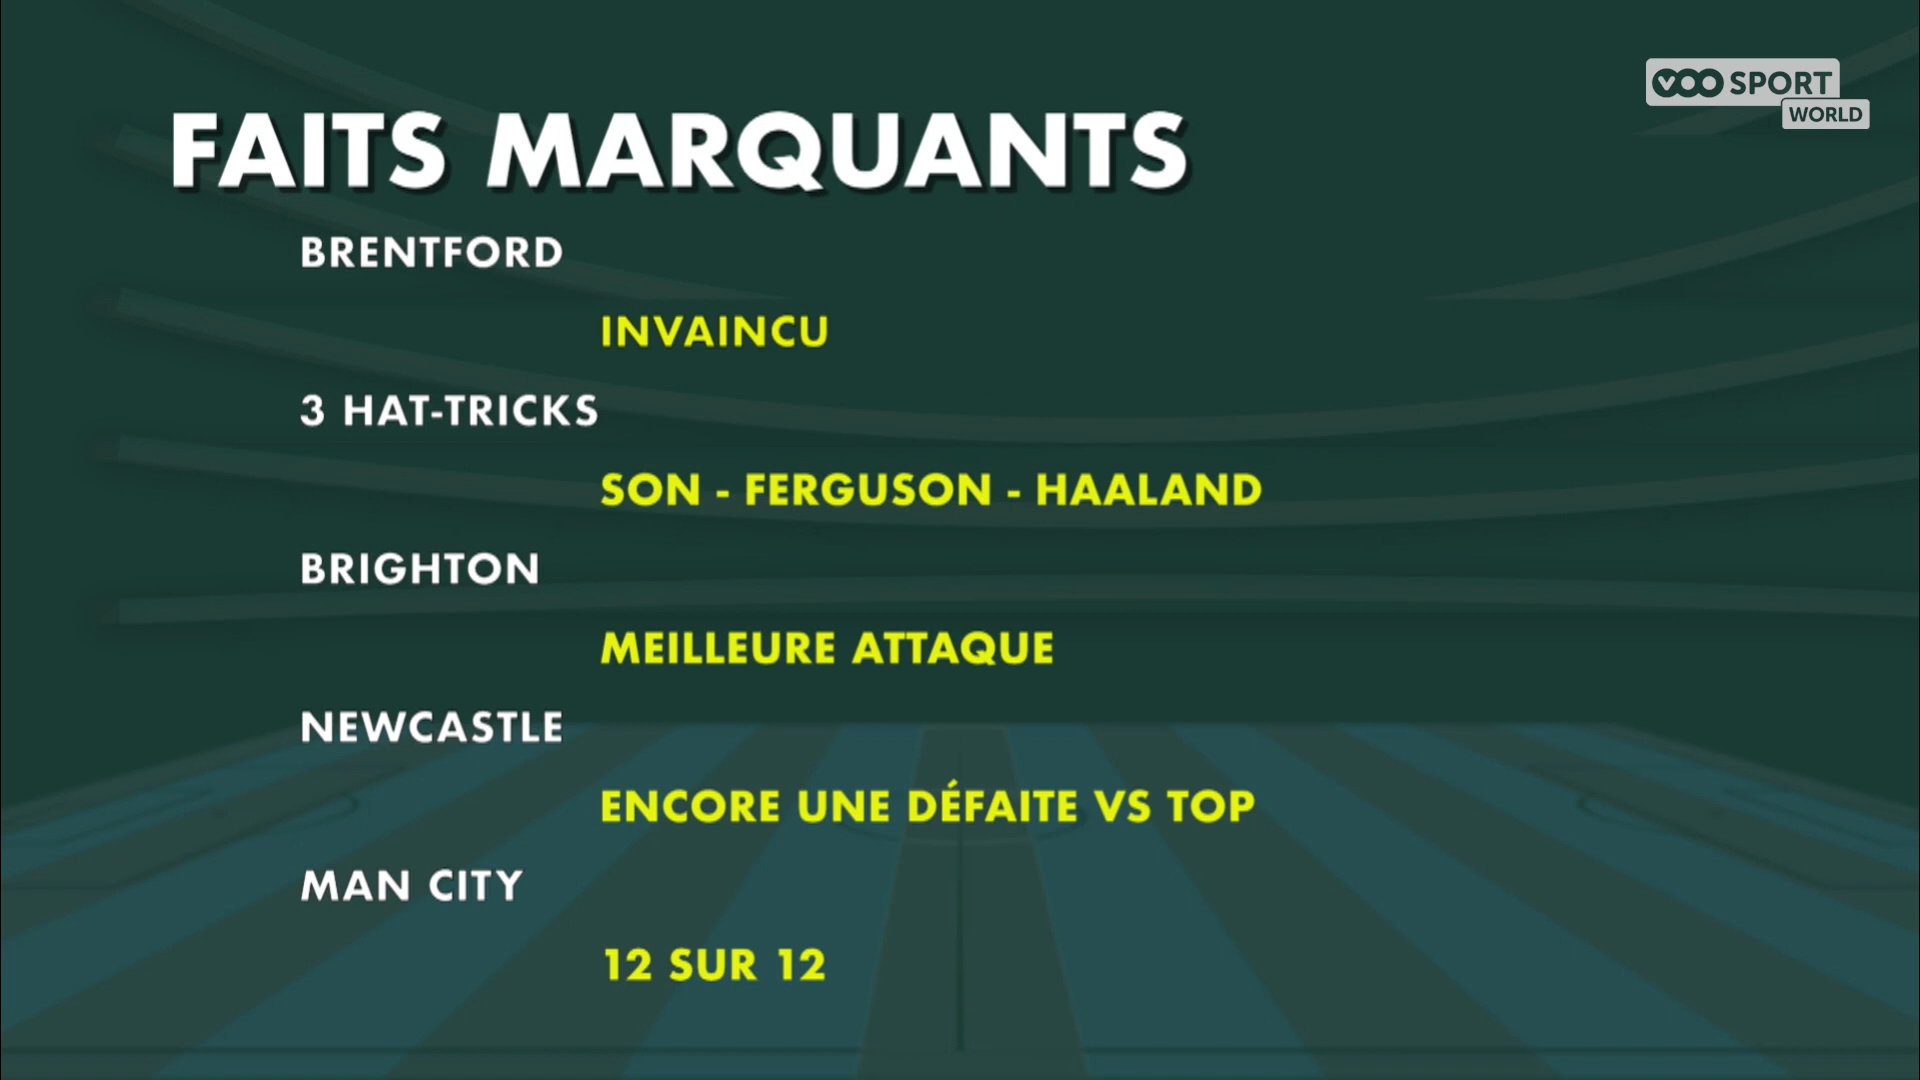 VOO SPORT
WORLD
FAITS MARQUANTS
BRENTFORD
INVAINCU
3 HAT-TRICKS
SON - FERGUSON - HAALAND
BRIGHTON
MEILLEURE ATTAQUE
NEWCASTLE
ENCORE UNE DÉFAITE VS TOP
MAN CITY
12 SUR 12